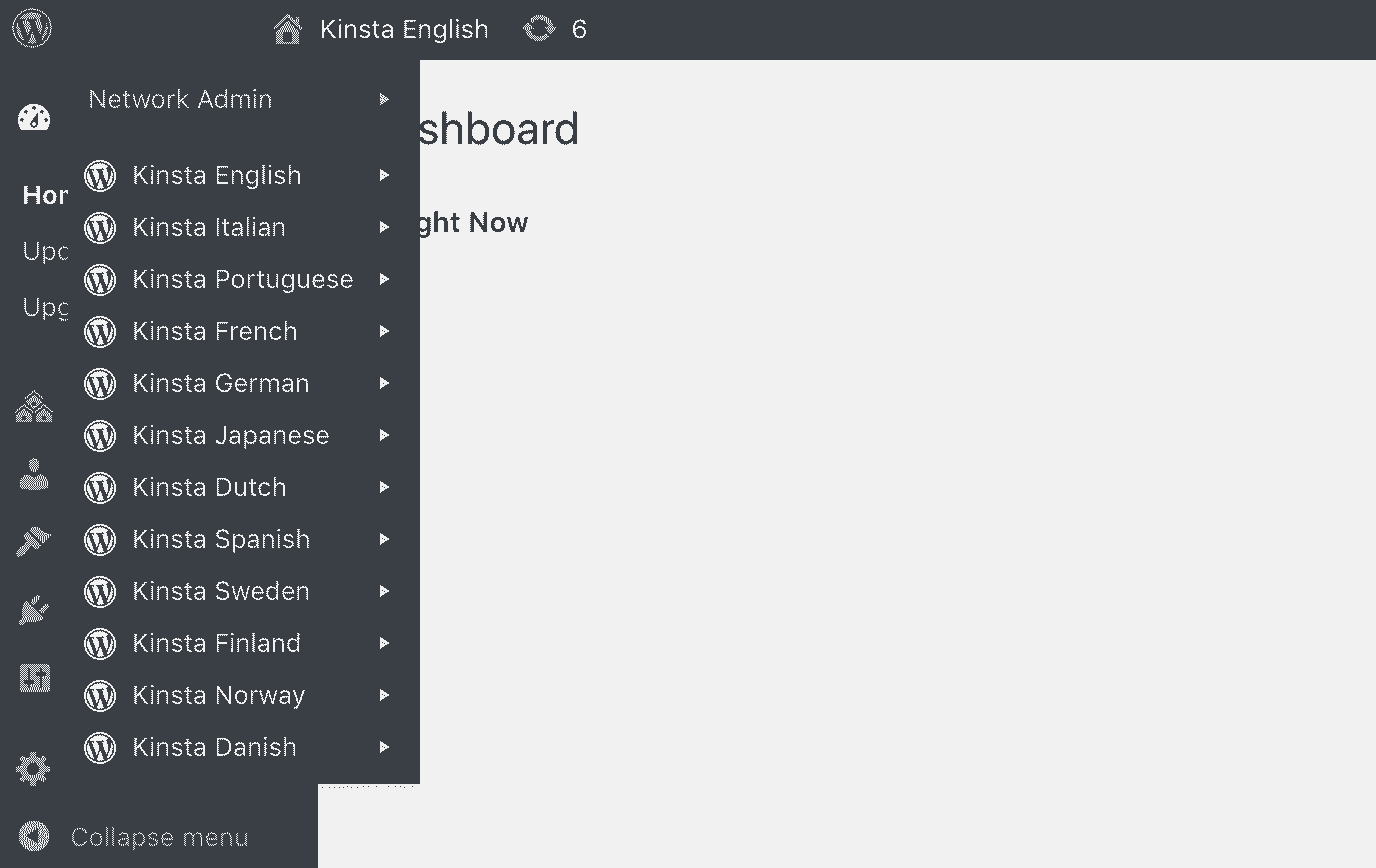 Kinsta English 6
Network Admin
shboard
Kinsta English
Hor
Kinsta Italian
ght Now
Upd
Kinsta Portuguese
Upg
Kinsta French
Kinsta German
Kinsta Japanese
Kinsta Dutch
Kinsta Spanish
Kinsta Sweden
Kinsta Finland
Kinsta Norway
Kinsta Danish
Collapse menu